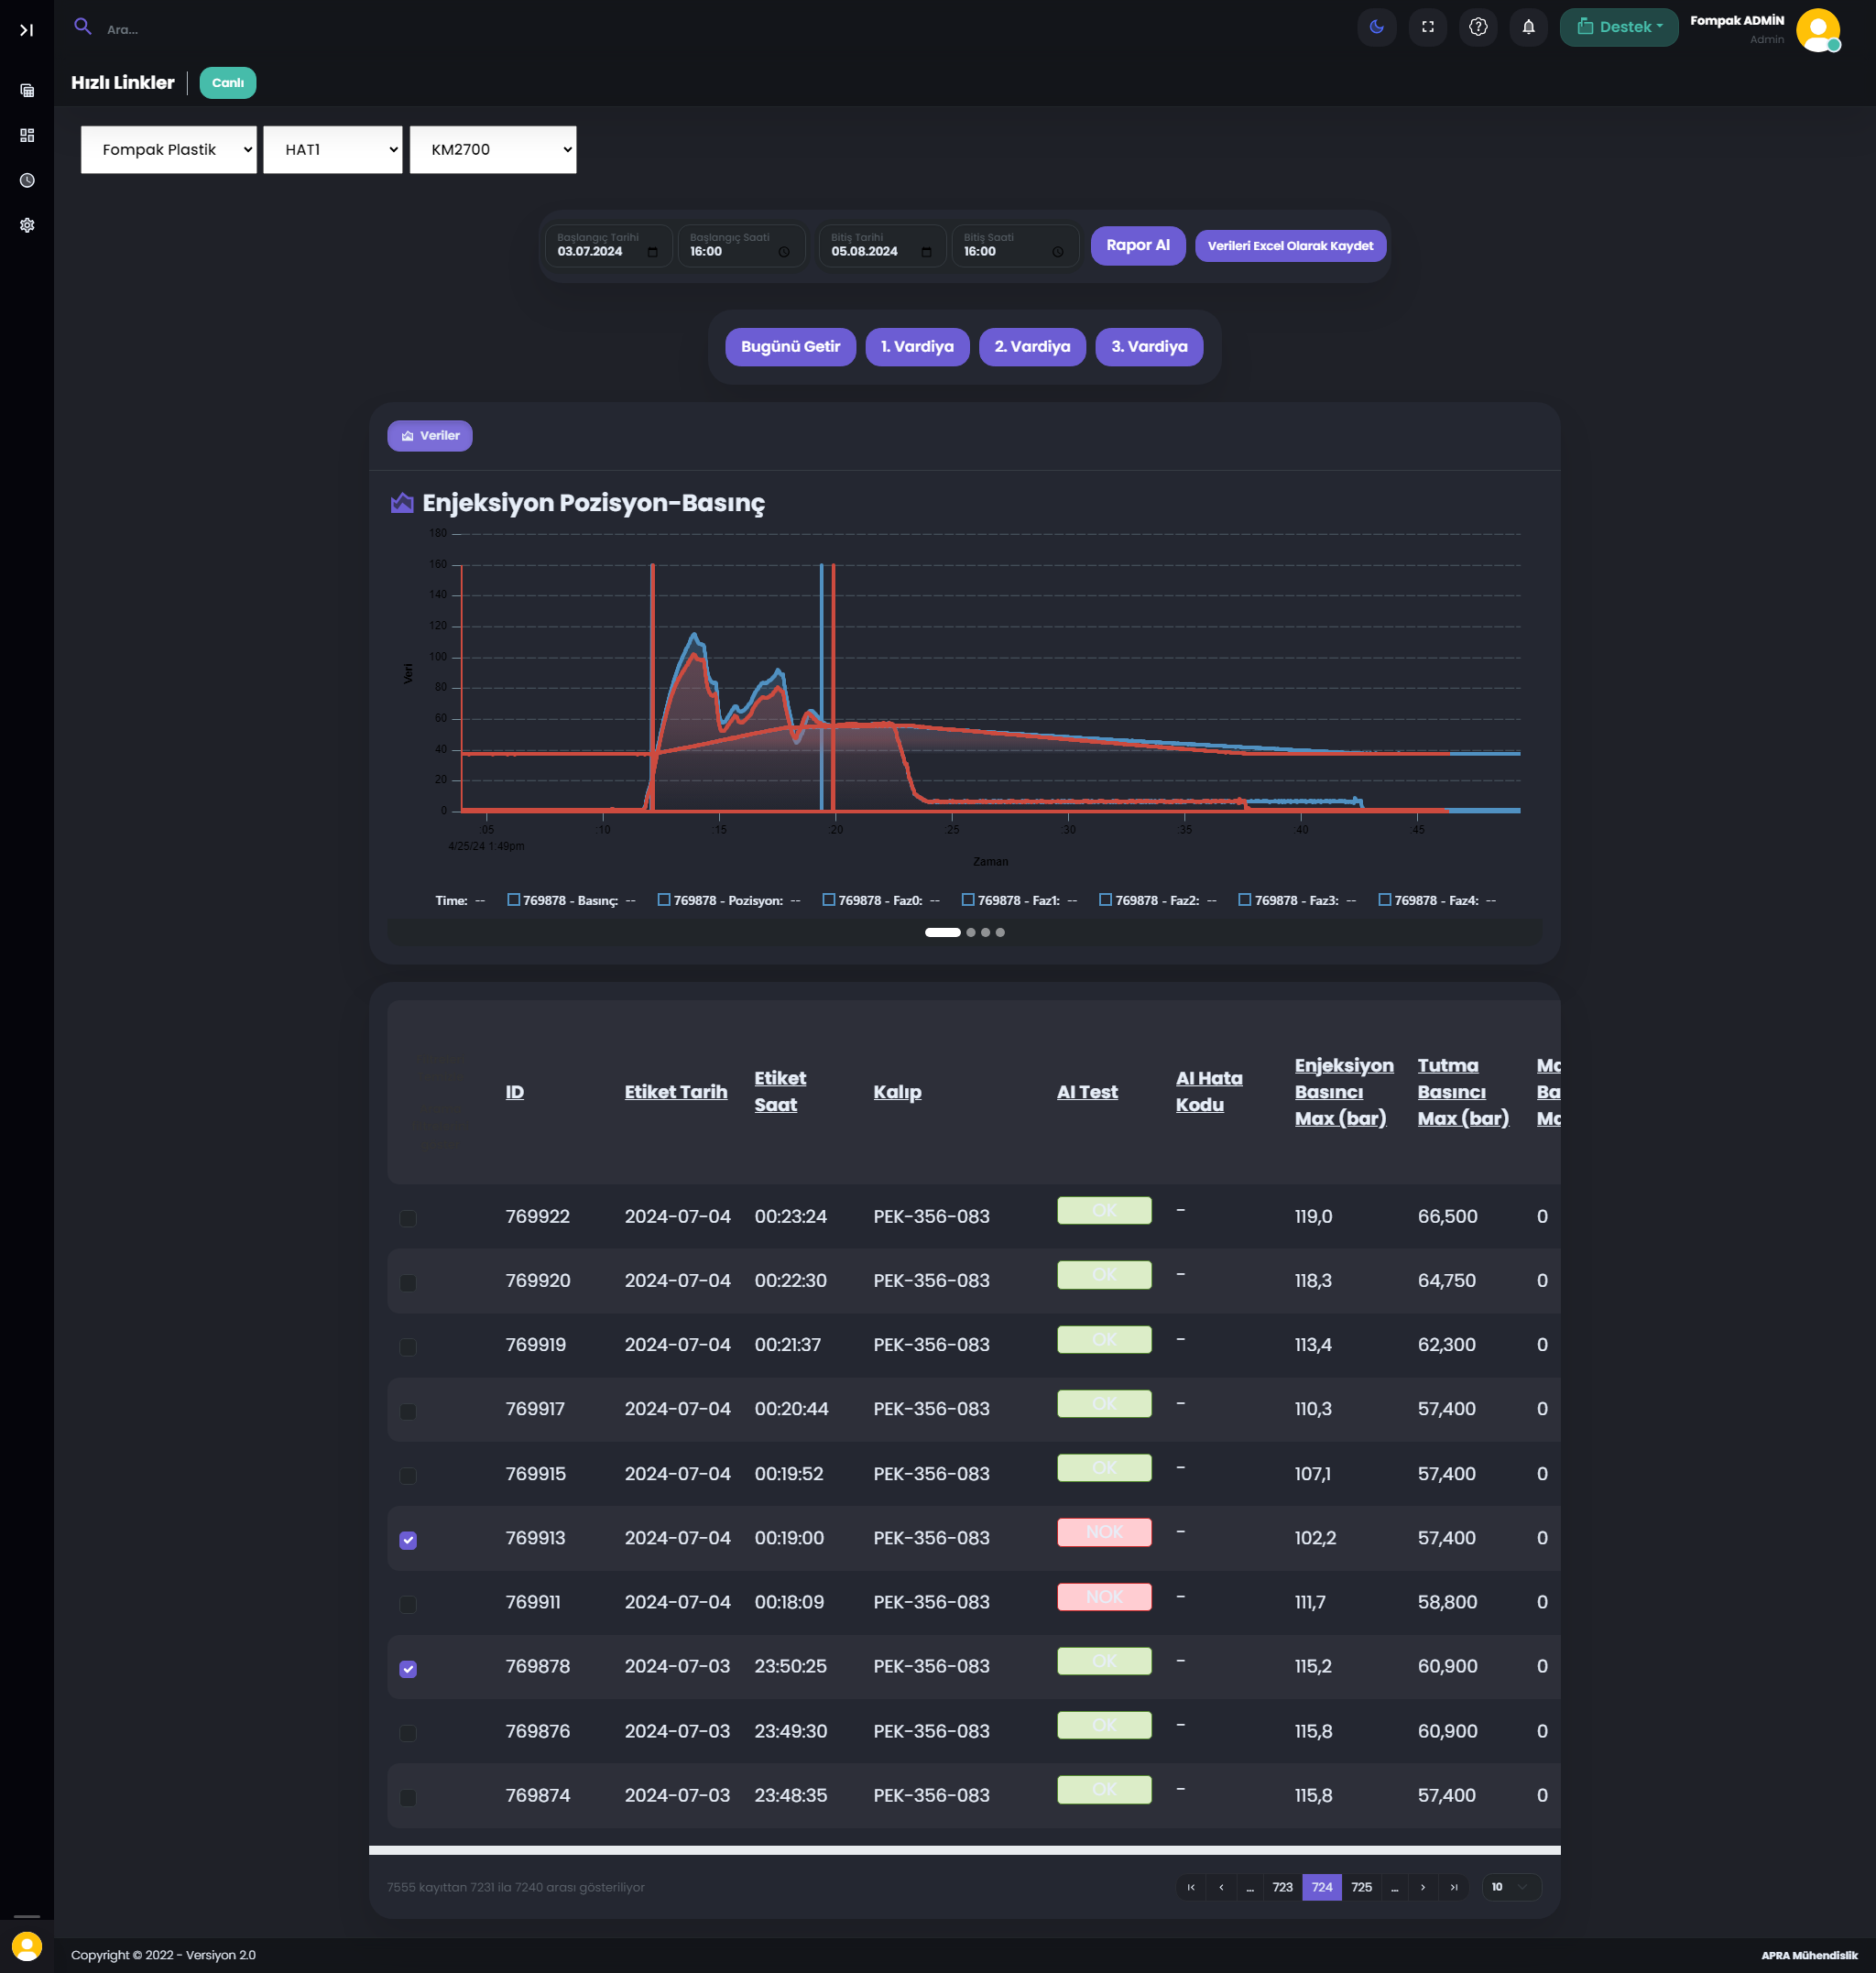 Ara...
Destek
Fompak ADMİN
Admin
Hızlı Linkler
Canlı
Fompak Plastik
HAT1
KM2700
Başlangıç Tarihi
03.07.2024
Başlangıç Saati
16:00
Bitiş Tarihi
05.08.2024
Bitiş Saati
16:00
Rapor Al
Verileri Excel Olarak Kaydet
Bugünü Getir
1. Vardiya
2. Vardiya
3. Vardiya
Veriler
Enjeksiyon Pozisyon-Basınç
180
160
140
120
100
80
60
40
20
0
Veri
:05 :10 :15 :20 :25 :30 :35 :40 :45
4/25/24 1:49pm
Zaman
Time: -- 769878 - Basınç: -- 769878 - Pozisyon: -- 769878 - Faz0: -- 769878 - Faz1: -- 769878 - Faz2: -- 769878 - Faz3: -- 769878 - Faz4: --
ID
Etiket Tarih
Etiket
Saat
Kalıp
AI Test
AI Hata
Kodu
Enjeksiyon
Basıncı
Max (bar)
Tutma
Basıncı
Max (bar)
769922 2024-07-04 00:23:24 PEK-356-083 OK - 119,0 66,500 0
769920 2024-07-04 00:22:30 PEK-356-083 OK - 118,3 64,750 0
769919 2024-07-04 00:21:37 PEK-356-083 OK - 113,4 62,300 0
769917 2024-07-04 00:20:44 PEK-356-083 OK - 110,3 57,400 0
769915 2024-07-04 00:19:52 PEK-356-083 OK - 107,1 57,400 0
769913 2024-07-04 00:19:00 PEK-356-083 NOK - 102,2 57,400 0
769911 2024-07-04 00:18:09 PEK-356-083 NOK - 111,7 58,800 0
769878 2024-07-03 23:50:25 PEK-356-083 OK - 115,2 60,900 0
769876 2024-07-03 23:49:30 PEK-356-083 OK - 115,8 60,900 0
769874 2024-07-03 23:48:35 PEK-356-083 OK - 115,8 57,400 0
7555 kayıttan 7231 ila 7240 arası gösteriliyor
... 723 724 725 ...
10
Copyright © 2022 - Versiyon 2.0
APRA Mühendislik